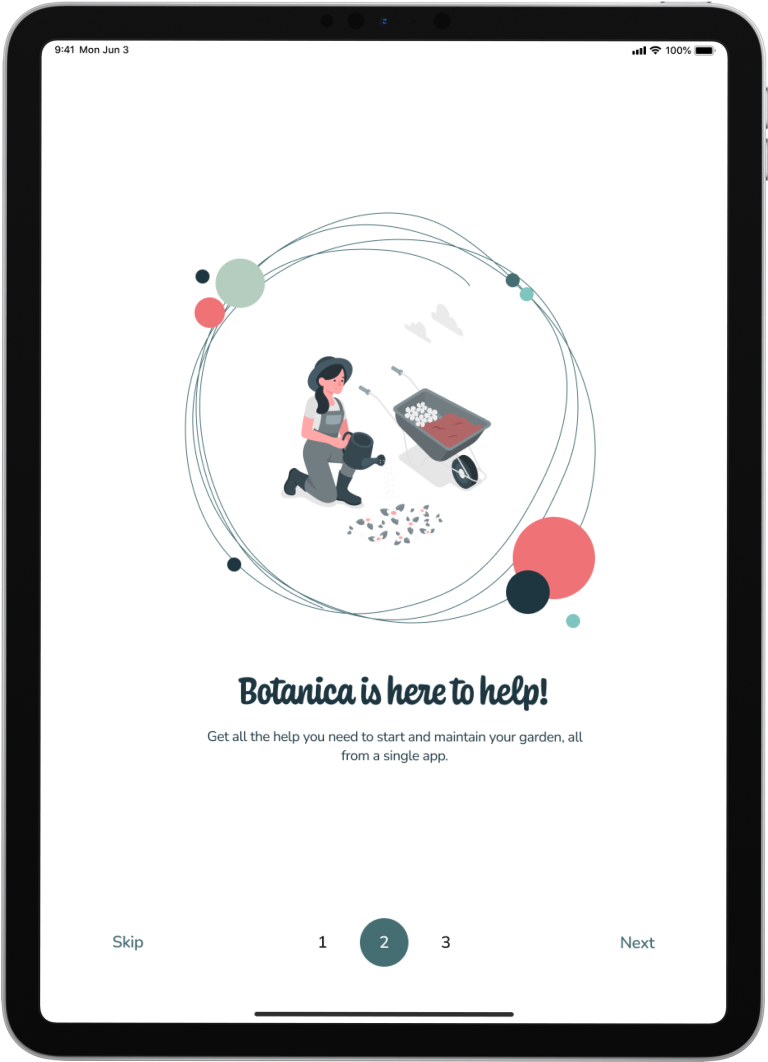 9:41 Mon Jun 3
100%
Botanica is here to help!
Get all the help you need to start and maintain your garden, all
from a single app.
Skip
1
2
3
Next